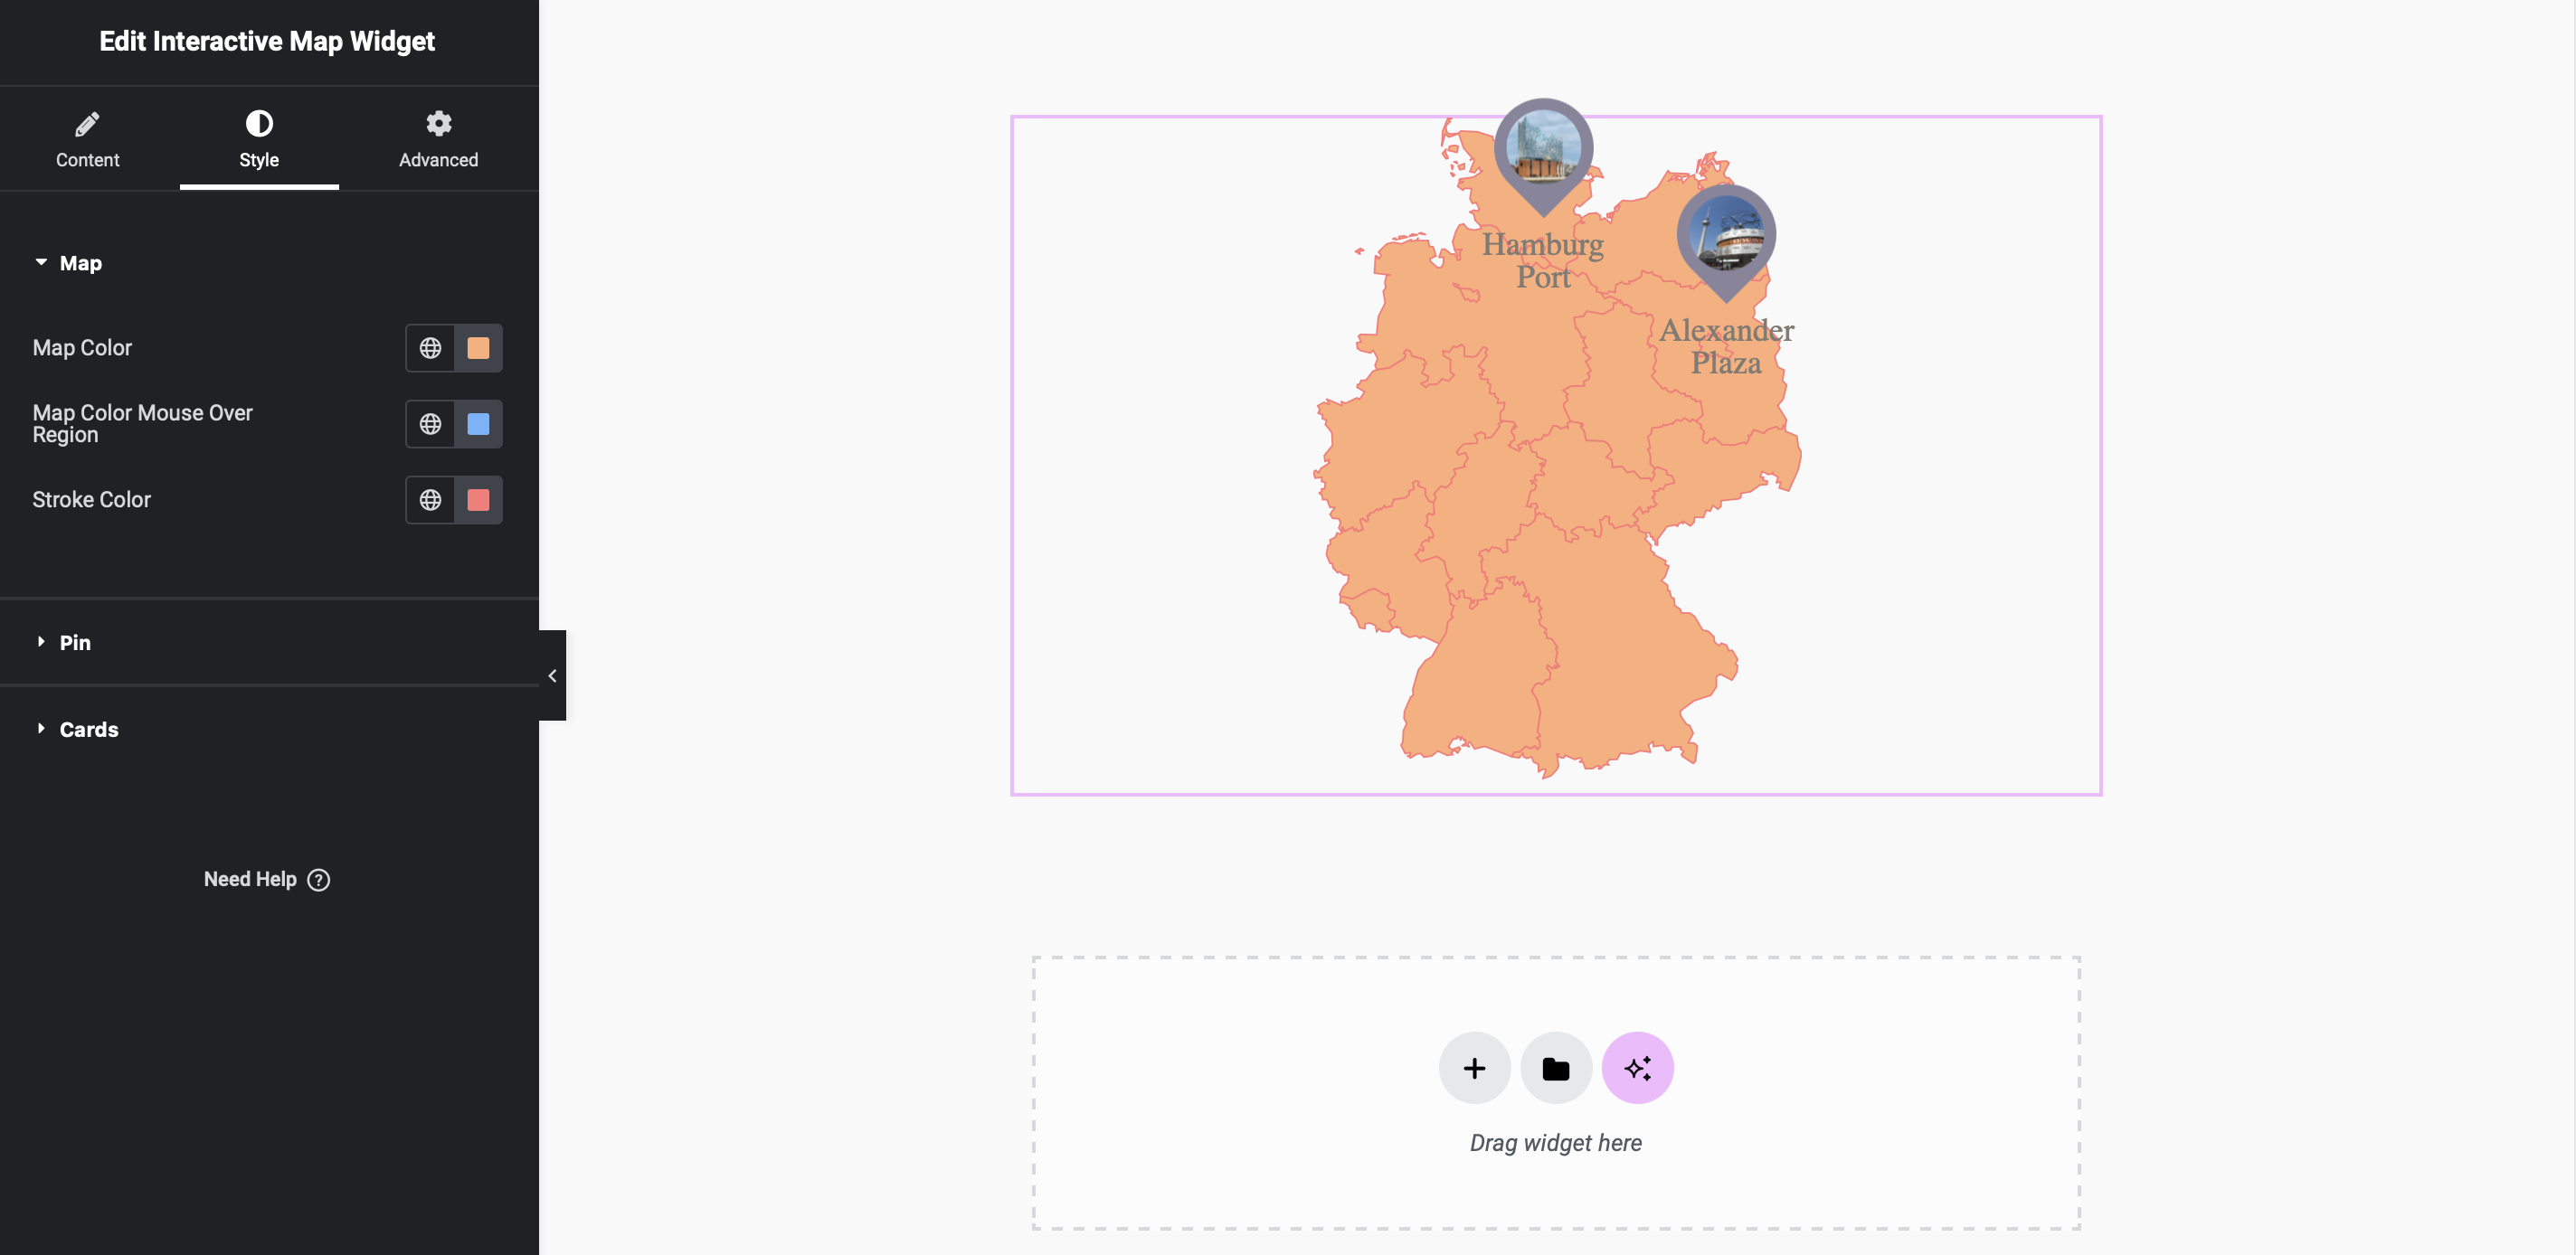 Edit Interactive Map Widget
Content
Style
Advanced
Map
Map Color
Map Color Mouse Over
Region
Stroke Color
Pin
Cards
Need Help
Hamburg
Port
Alexander
Plaza
Drag widget here